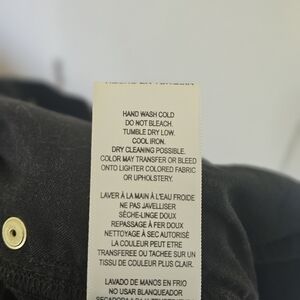 HAND WASH COLD
DO NOT BLEACH.
TUMBLE DRY LOW.
COOL IRON.
DRY CLEANING POSSIBLE.
COLOR MAY TRANSFER OR BLEED
ONTO LIGHTER COLORED FABRIC
OR UPHOLSTERY.
LAVER À LA MAIN À L'EAU FROIDE
NE PAS JAVELLISER
SÈCHE-LINGE DOUX
REPASSAGE À FER DOUX
NETTOYAGE À SEC AUTORISÉ
LA COULEUR PEUT ETRE
TRANSFEREE OU TACHEE SUR UN
TISSU DE COULEUR PLUS CLAIR.
LAVADO DE MANOS EN FRIO
NO USAR BLANQUEADOR